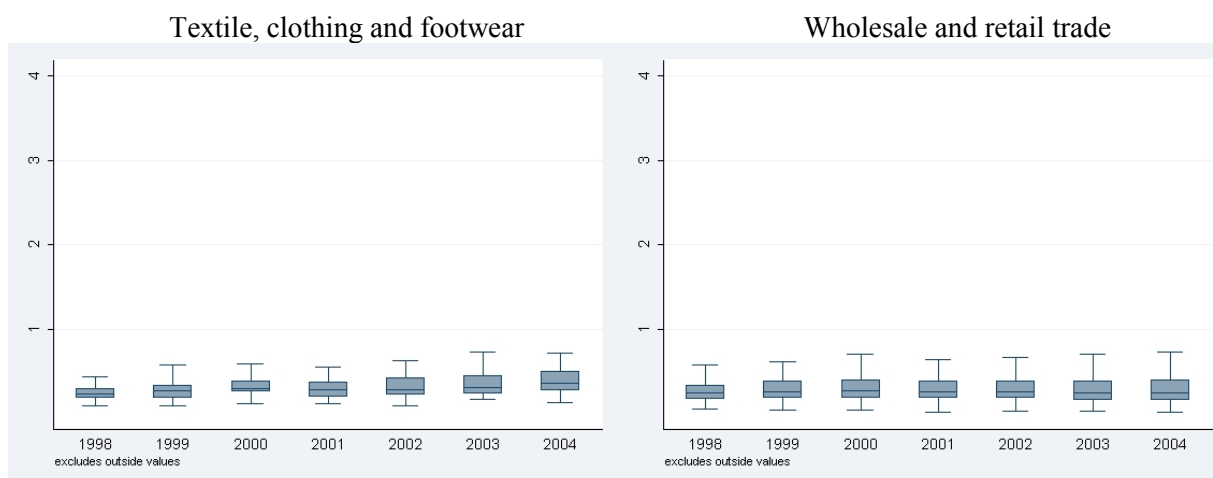 Textile, clothing and footwear
4
3
2
1
1998 1999 2000 2001 2002 2003 2004
excludes outside values
Wholesale and retail trade
4
3
2
1
1998 1999 2000 2001 2002 2003 2004
excludes outside values